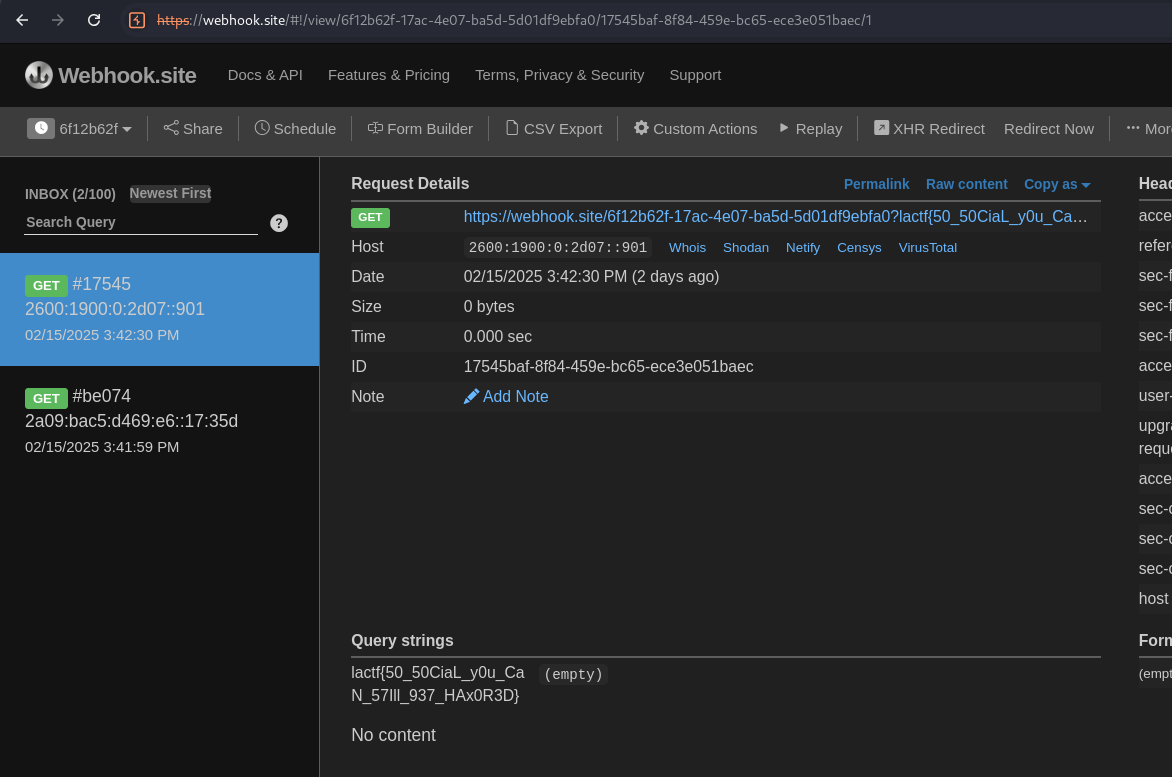 https://webhook.site/#!/view/6f12b62f-17ac-4e07-ba5d-5d01df9ebfa0/17545baf-8f84-459e-bc65-ece3e051baec/1
Webhook.site Docs & API Features & Pricing Terms, Privacy & Security Support
6f12b62f Share Schedule Form Builder CSV Export Custom Actions Replay XHR Redirect Redirect Now ··· Mor
INBOX (2/100) Newest First
Search Query ?
GET #17545
2600:1900:0:2d07::901
02/15/2025 3:42:30 PM
GET #be074
2a09:bac5:d469:e6::17:35d
02/15/2025 3:41:59 PM
Request Details Permalink Raw content Copy as
GET https://webhook.site/6f12b62f-17ac-4e07-ba5d-5d01df9ebfa0?lactf{50_50CiaL_y0u_Ca…
Host 2600:1900:0:2d07::901 Whois Shodan Netify Censys VirusTotal
Date 02/15/2025 3:42:30 PM (2 days ago)
Size 0 bytes
Time 0.000 sec
ID 17545baf-8f84-459e-bc65-ece3e051baec
Note Add Note
Query strings
lactf{50_50CiaL_y0u_Ca (empty)
N_57Ill_937_HAx0R3D}
No content
Head
acce
refer
sec-f
sec-f
sec-f
acce
user-
upgra
reque
acce
sec-c
sec-c
sec-c
host
Form
(empt